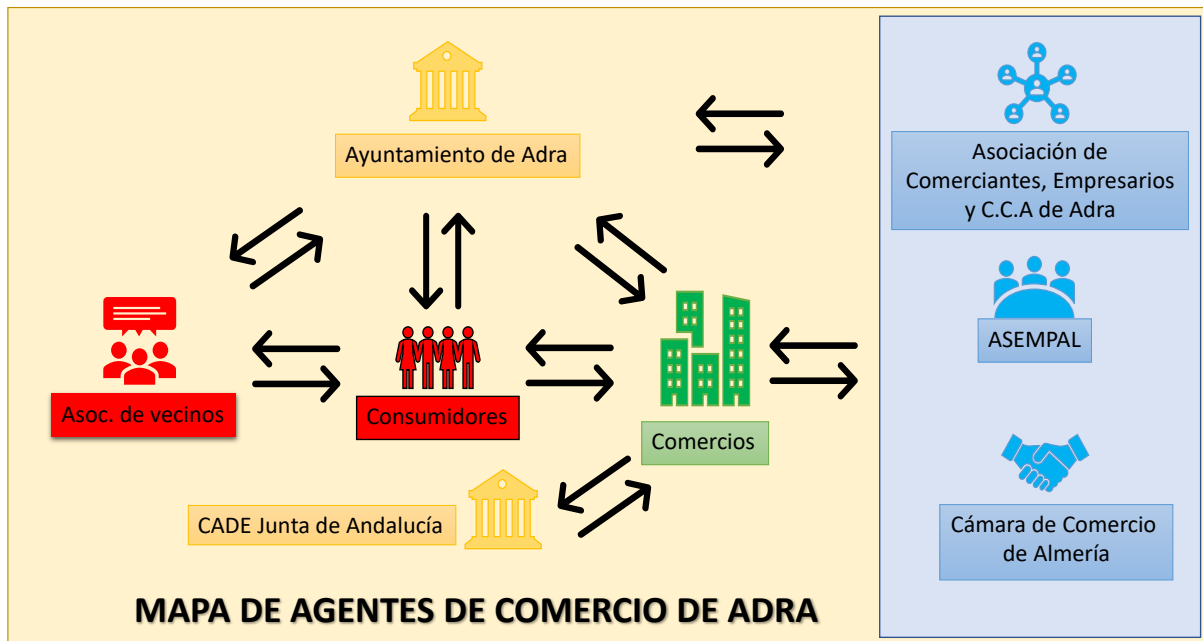 Ayuntamiento de Adra
Asociación de
Comerciantes, Empresarios
y C.C.A de Adra
ASEMPAL
Asoc. de vecinos
Consumidores
Comercios
CADE Junta de Andalucía
Cámara de Comercio
de Almería
MAPA DE AGENTES DE COMERCIO DE ADRA